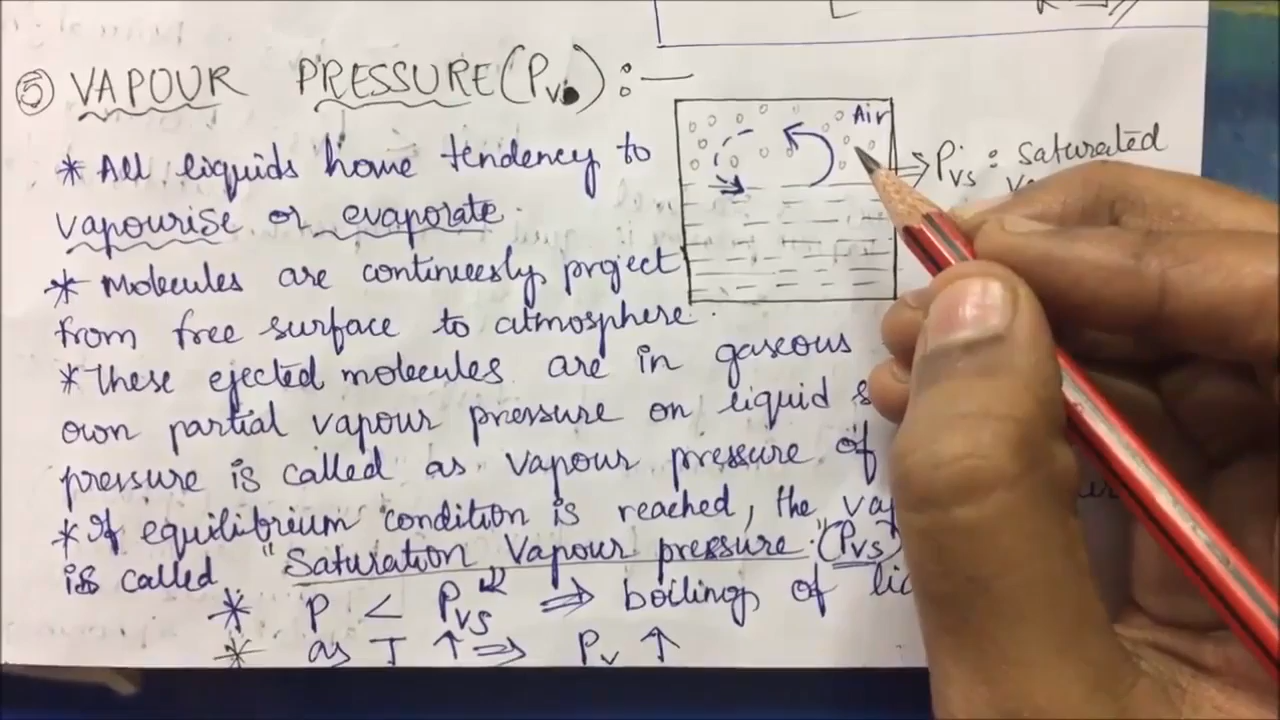 ⑤ VAPOUR PRESSURE (Pv) :—
Air
Pvs : saturated
* All liquids home tendency to
vapourise or evaporate.
* Molecules are continuesly project
from free surface to atmosphere.
* These ejected molecules are in gaseous
own partial vapour pressure on liquid
pressure is called as vapour pressure of
* If equilibrium condition is reached, the
is called "Saturation Vapour pressure." (Pvs)
* P < Pvs ⇒ boiling of
* as T ↑ ⇒ Pv ↑